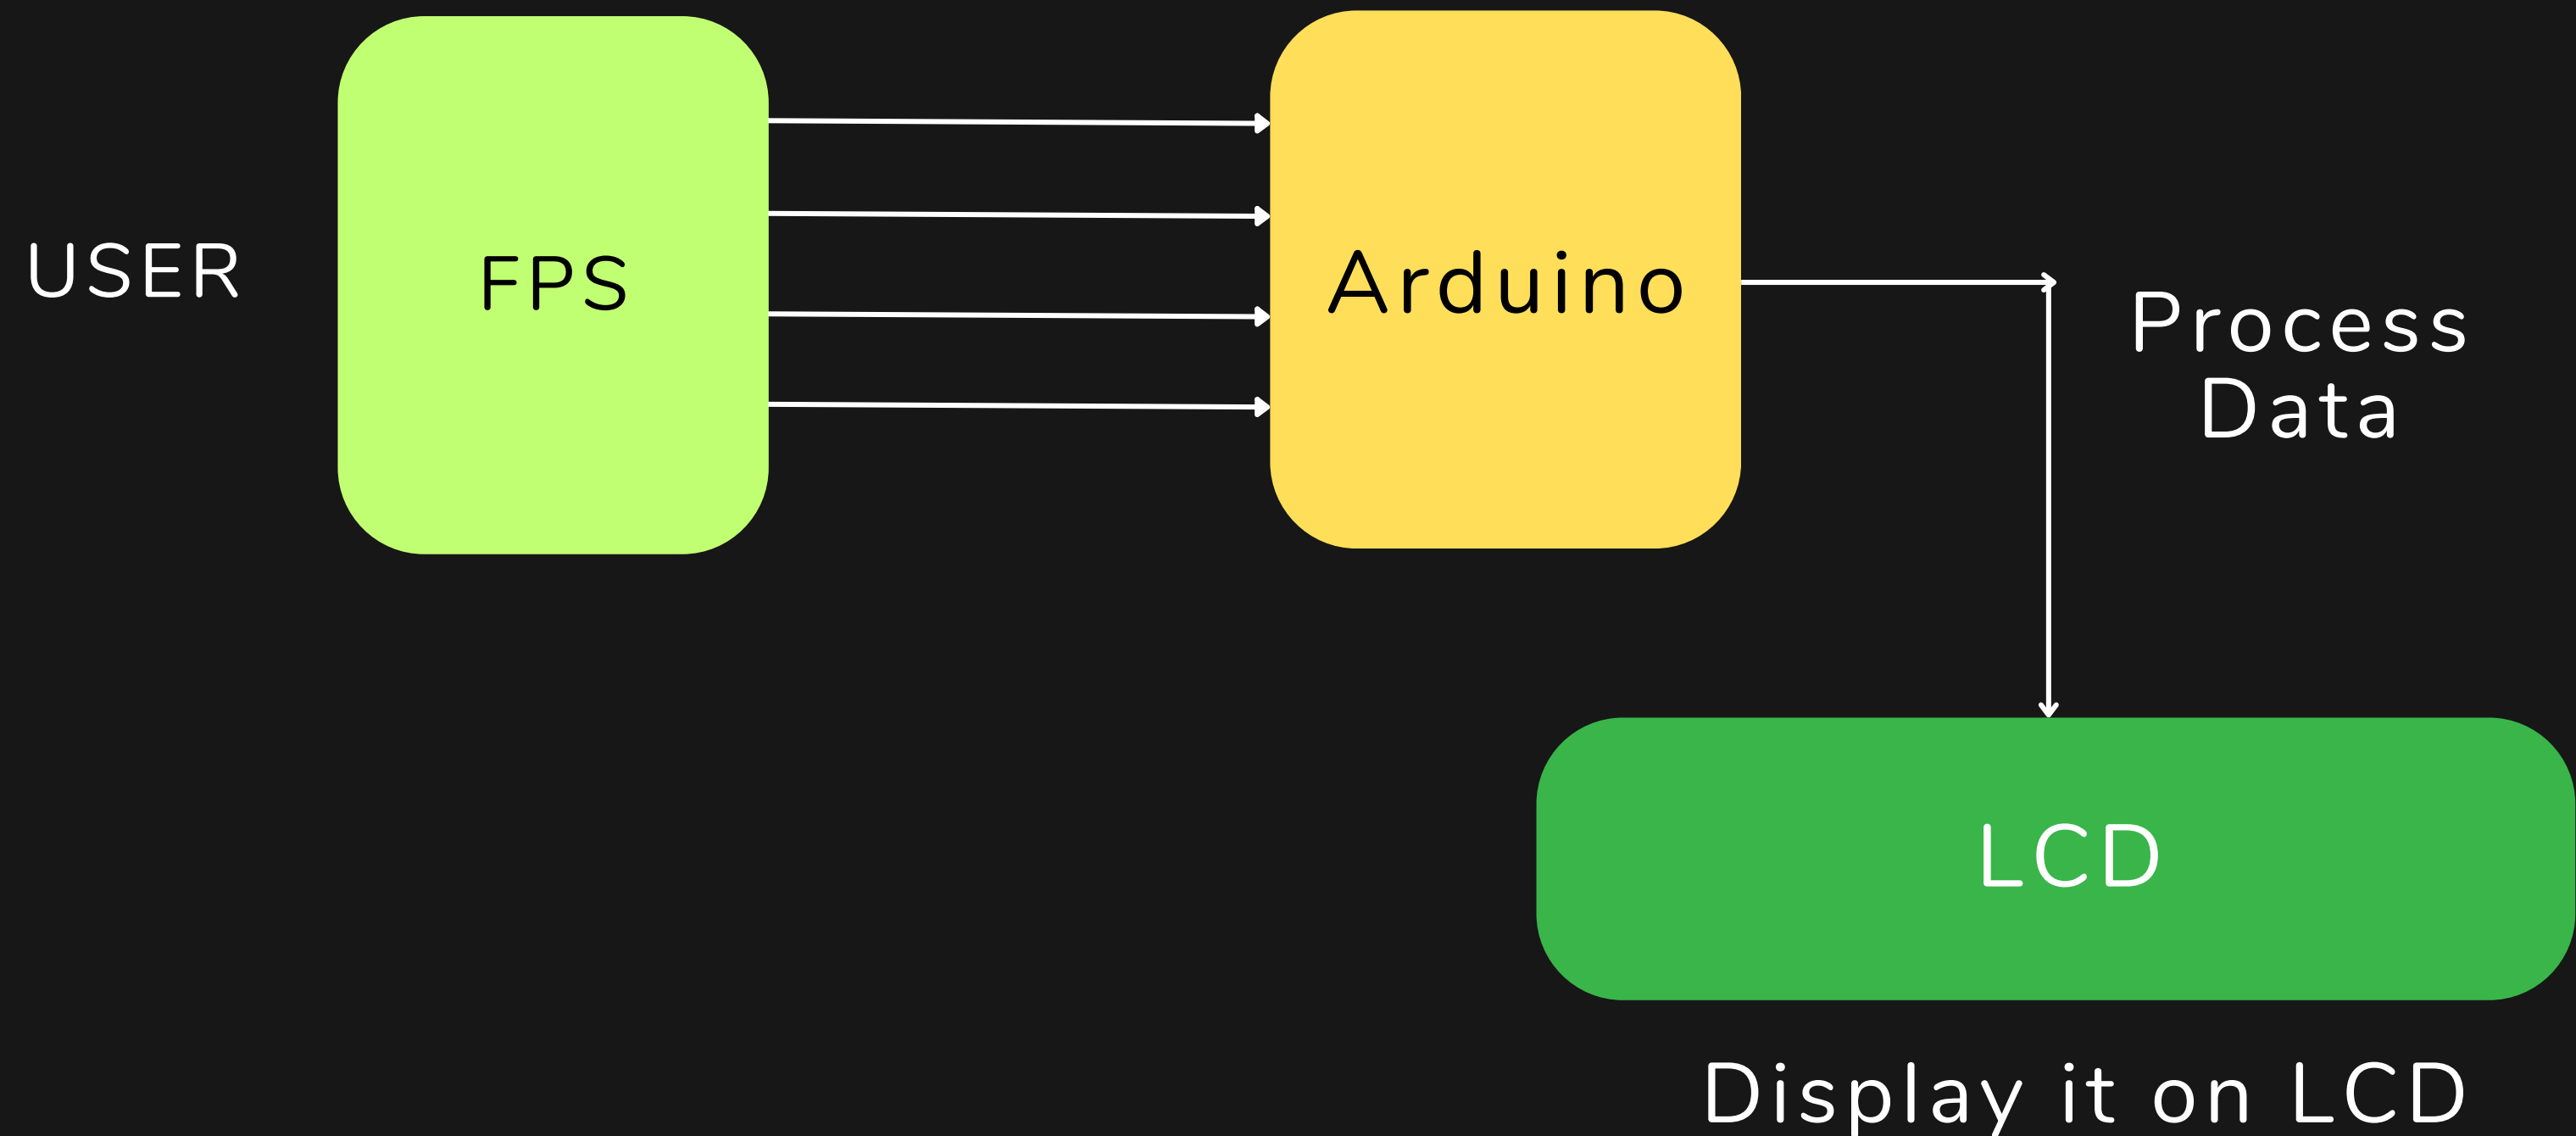 USER
FPS
Arduino
Process
Data
LCD
Display it on LCD